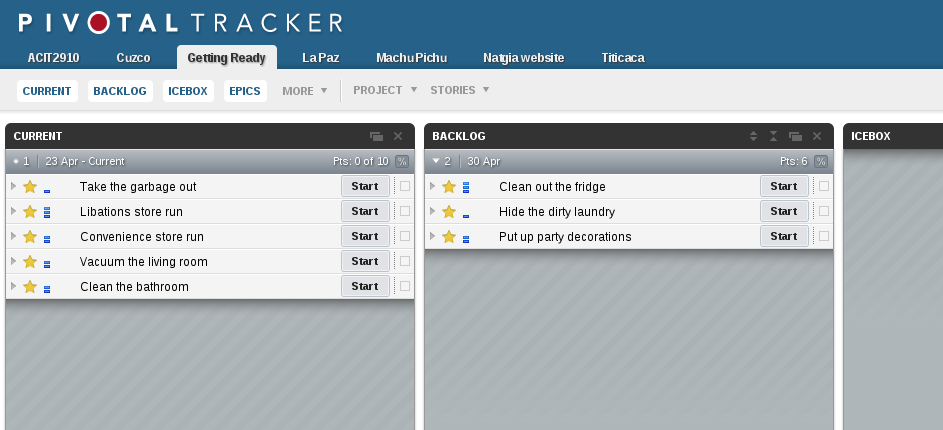 PIVOTAL TRACKER
ACIT2910 Cuzco Getting Ready La Paz Machu Pichu Natgia website Titicaca
CURRENT BACKLOG ICEBOX EPICS MORE PROJECT STORIES
CURRENT
1 23 Apr - Current Pts: 0 of 10 %
Take the garbage out Start
Libations store run Start
Convenience store run Start
Vacuum the living room Start
Clean the bathroom Start
BACKLOG
2 30 Apr Pts: 6 %
Clean out the fridge Start
Hide the dirty laundry Start
Put up party decorations Start
ICEBOX